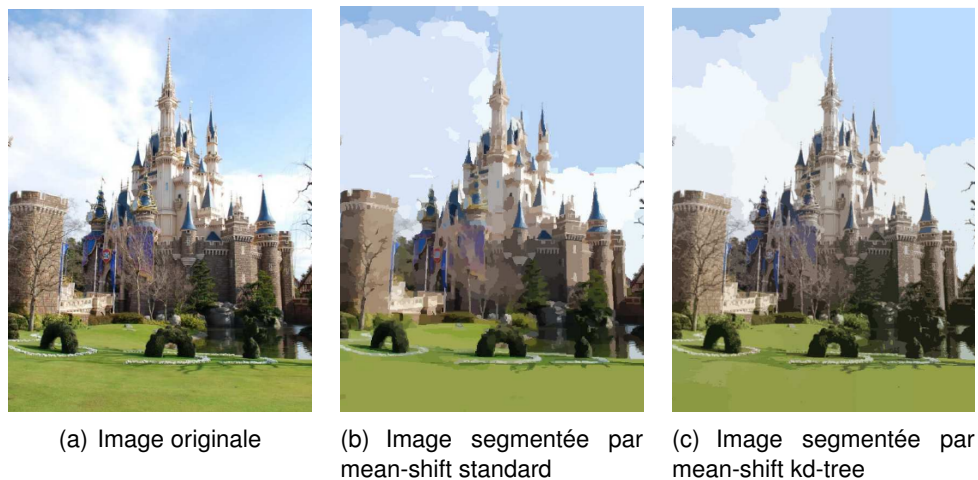 (a) Image originale
(b) Image segmentée par
mean-shift standard
(c) Image segmentée par
mean-shift kd-tree